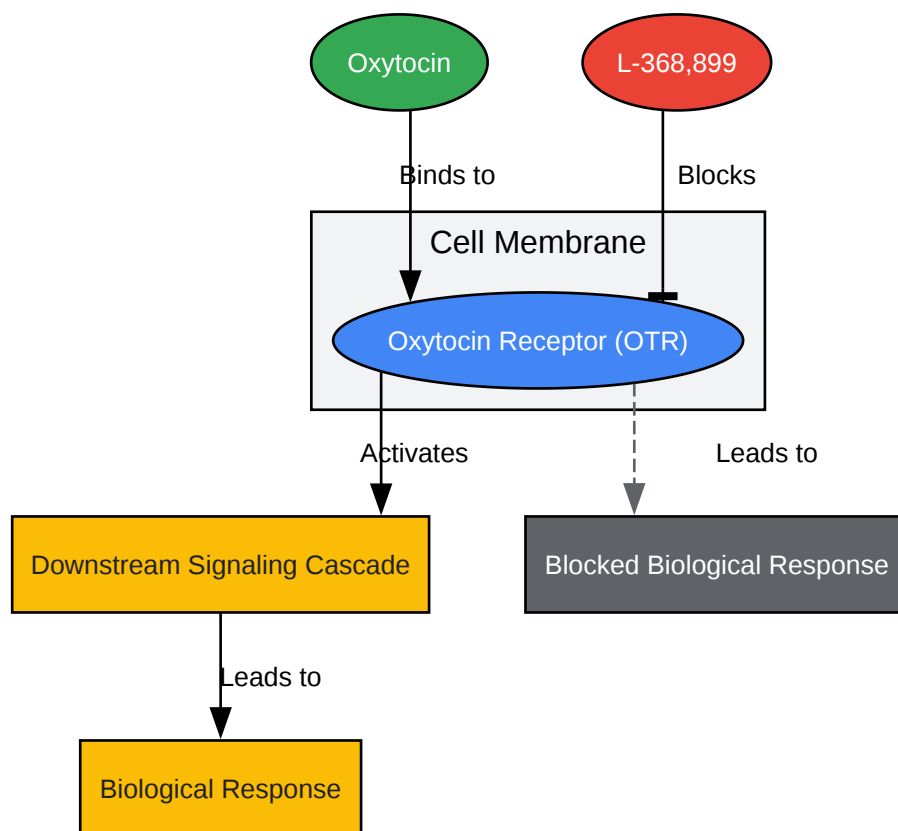 Oxytocin
L-368,899
Binds to
Blocks
Cell Membrane
Oxytocin Receptor (OTR)
Activates
Leads to
Downstream Signaling Cascade
Blocked Biological Response
Leads to
Biological Response